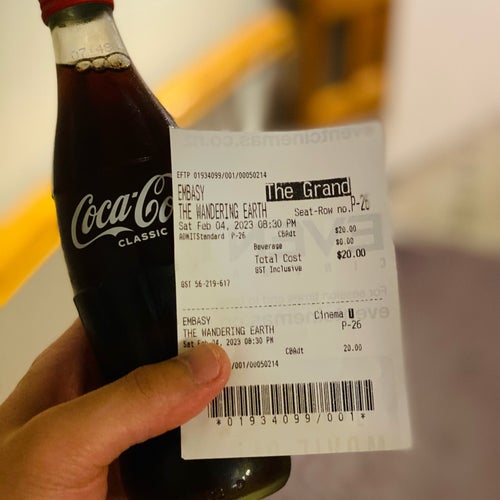 Coca-Co
CLASSIC
EFTP 01934099/001/00050214
EMBASY The Grand
THE WANDERING EARTH Seat-Row no.P-26
Sat Feb 04, 2023 08:30 PM
ADMITStandard P-26 CBAdt $20.00
Beverage $0.00
Total Cost $20.00
GST Inclusive
GST 56-219-617
EMBASY Cinema 1
THE WANDERING EARTH P-26
Sat Feb 04, 2023 08:30 PM
CBAdt 20.00
/001/00050214
*01934099/001*